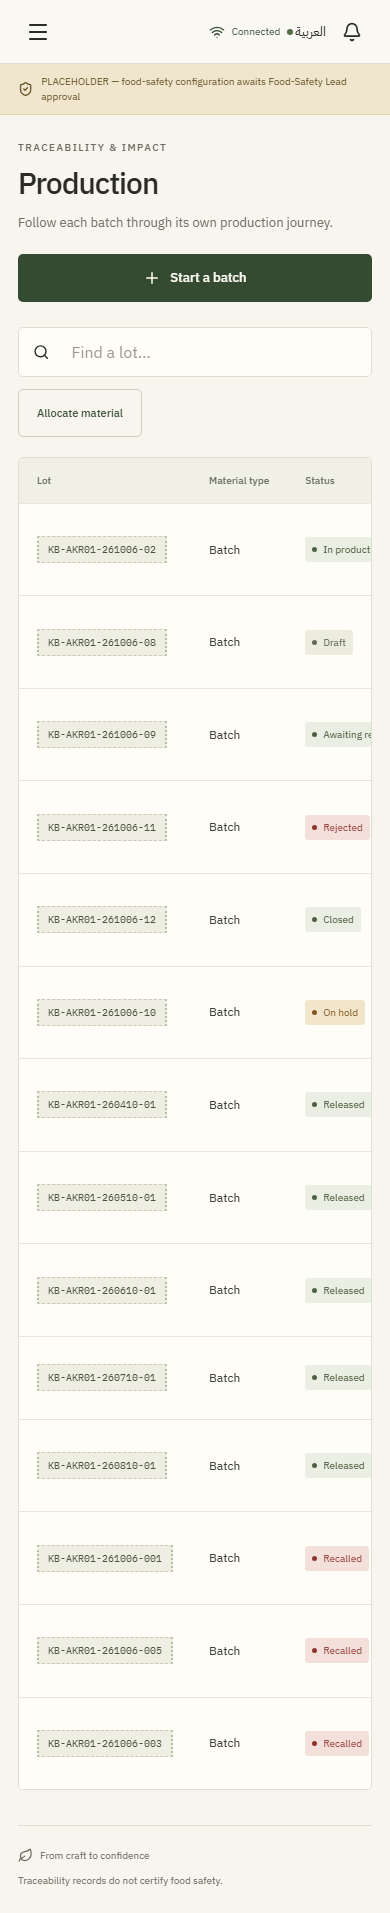 Connected العربية
PLACEHOLDER — food-safety configuration awaits Food-Safety Lead
approval
TRACEABILITY & IMPACT
Production
Follow each batch through its own production journey.
Start a batch
Find a lot...
Allocate material
Lot Material type Status
KB-AKR01-261006-02 Batch In product
KB-AKR01-261006-08 Batch Draft
KB-AKR01-261006-09 Batch Awaiting re
KB-AKR01-261006-11 Batch Rejected
KB-AKR01-261006-12 Batch Closed
KB-AKR01-261006-10 Batch On hold
KB-AKR01-260410-01 Batch Released
KB-AKR01-260510-01 Batch Released
KB-AKR01-260610-01 Batch Released
KB-AKR01-260710-01 Batch Released
KB-AKR01-260810-01 Batch Released
KB-AKR01-261006-001 Batch Recalled
KB-AKR01-261006-005 Batch Recalled
KB-AKR01-261006-003 Batch Recalled
From craft to confidence
Traceability records do not certify food safety.